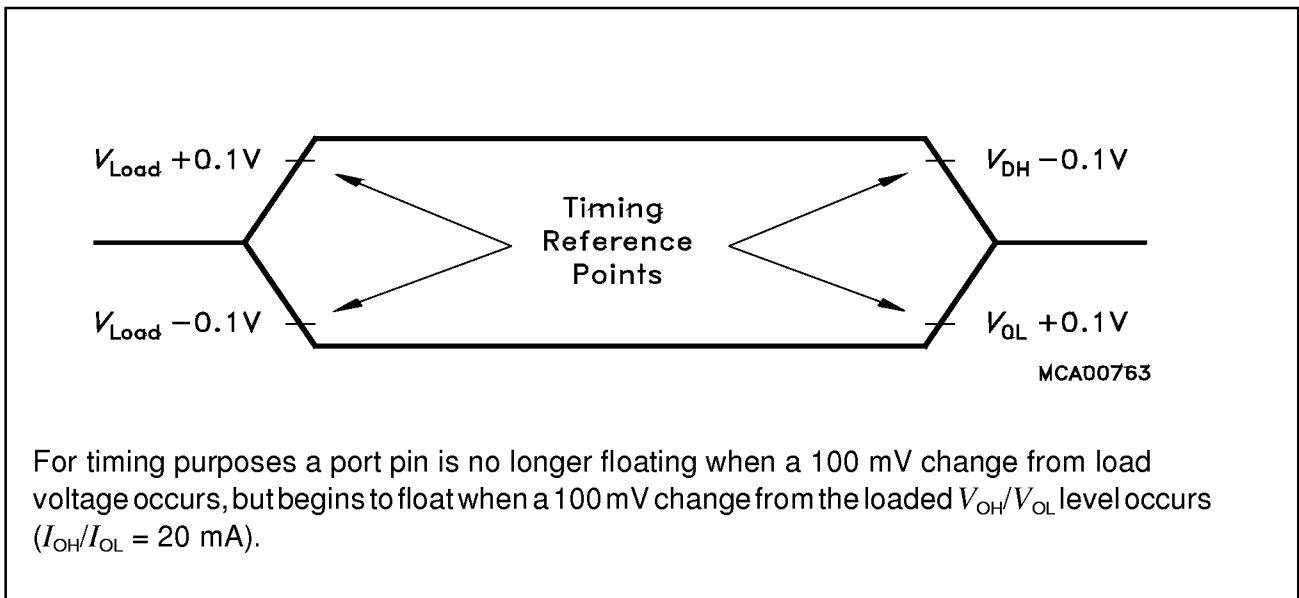 V_Load +0.1V
V_DH −0.1V
Timing
Reference
Points
V_Load −0.1V
V_OL +0.1V
MCA00763
For timing purposes a port pin is no longer floating when a 100 mV change from load
voltage occurs, but begins to float when a 100 mV change from the loaded V_OH/V_OL level occurs
(I_OH/I_OL = 20 mA).